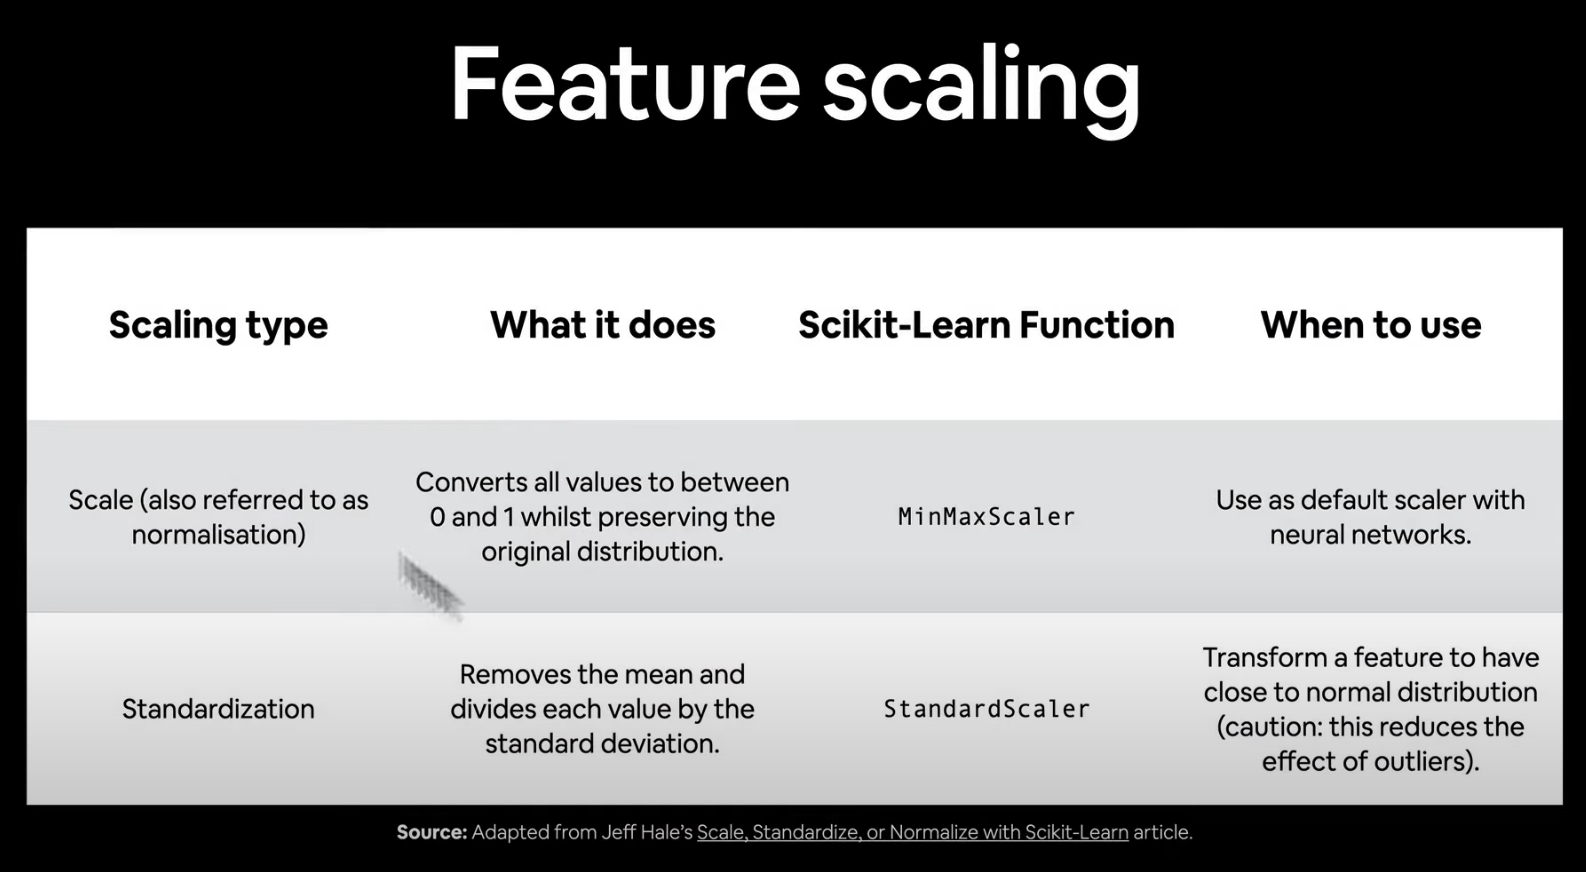 Feature scaling
Scaling type
What it does
Scikit-Learn Function
When to use
Scale (also referred to as
normalisation)
Converts all values to between
0 and 1 whilst preserving the
original distribution.
MinMaxScaler
Use as default scaler with
neural networks.
Standardization
Removes the mean and
divides each value by the
standard deviation.
StandardScaler
Transform a feature to have
close to normal distribution
(caution: this reduces the
effect of outliers).
Source: Adapted from Jeff Hale’s Scale, Standardize, or Normalize with Scikit-Learn article.